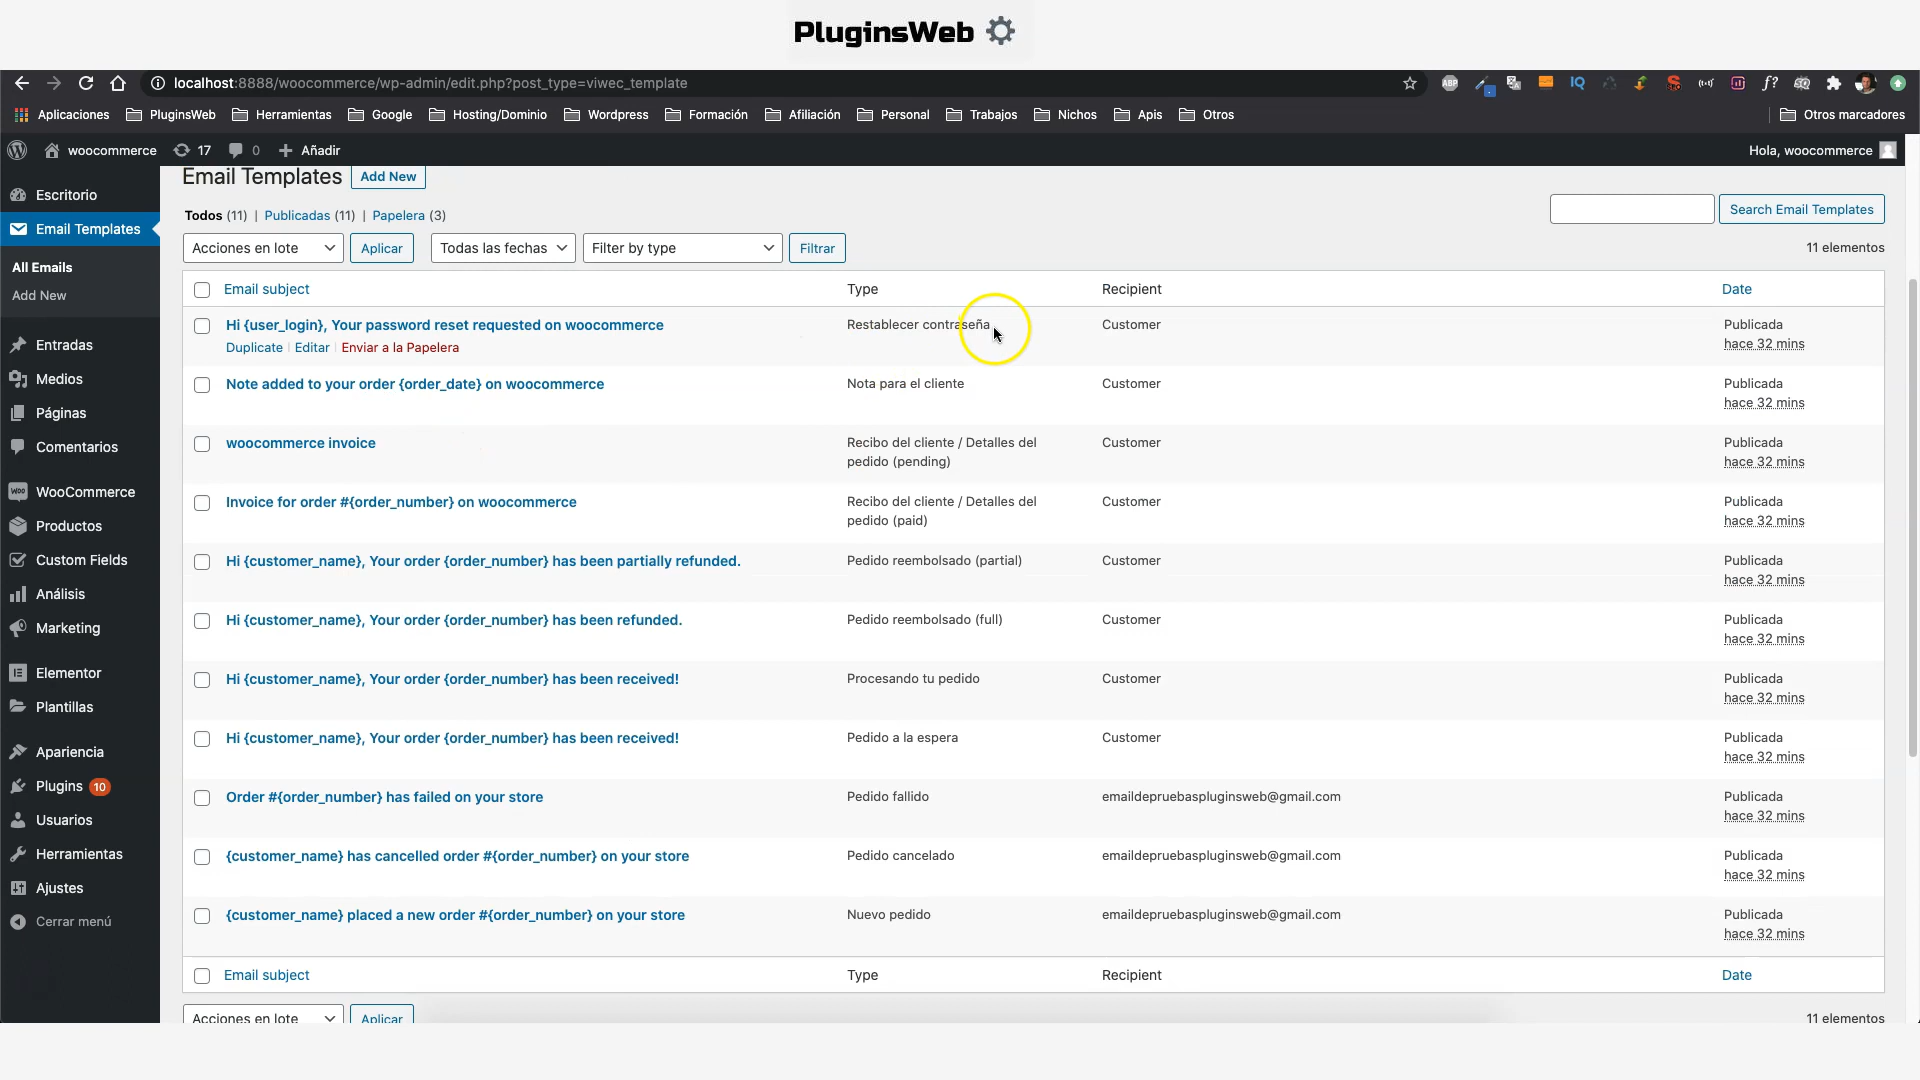 PluginsWeb
localhost:8888/woocommerce/wp-admin/edit.php?post_type=viwec_template
Aplicaciones PluginsWeb Herramientas Google Hosting/Dominio Wordpress Formación Afiliación Personal Trabajos Nichos Apis Otros Otros marcadores
woocommerce 17 0 Añadir Hola, woocommerce
Escritorio
Email Templates
All Emails
Add New
Entradas
Medios
Páginas
Comentarios
WooCommerce
Productos
Custom Fields
Análisis
Marketing
Elementor
Plantillas
Apariencia
Plugins 10
Usuarios
Herramientas
Ajustes
Cerrar menú
Email Templates Add New
Todos (11) | Publicadas (11) | Papelera (3)
Search Email Templates
Acciones en lote Aplicar Todas las fechas Filter by type Filtrar 11 elementos
Email subject Type Recipient Date
Hi {user_login}, Your password reset requested on woocommerce Restablecer contraseña Customer Publicada
Duplicate | Editar | Enviar a la Papelera hace 32 mins
Note added to your order {order_date} on woocommerce Nota para el cliente Customer Publicada
hace 32 mins
woocommerce invoice Recibo del cliente / Detalles del Customer Publicada
pedido (pending) hace 32 mins
Invoice for order #{order_number} on woocommerce Recibo del cliente / Detalles del Customer Publicada
pedido (paid) hace 32 mins
Hi {customer_name}, Your order {order_number} has been partially refunded. Pedido reembolsado (partial) Customer Publicada
hace 32 mins
Hi {customer_name}, Your order {order_number} has been refunded. Pedido reembolsado (full) Customer Publicada
hace 32 mins
Hi {customer_name}, Your order {order_number} has been received! Procesando tu pedido Customer Publicada
hace 32 mins
Hi {customer_name}, Your order {order_number} has been received! Pedido a la espera Customer Publicada
hace 32 mins
Order #{order_number} has failed on your store Pedido fallido emaildepruebaspluginsweb@gmail.com Publicada
hace 32 mins
{customer_name} has cancelled order #{order_number} on your store Pedido cancelado emaildepruebaspluginsweb@gmail.com Publicada
hace 32 mins
{customer_name} placed a new order #{order_number} on your store Nuevo pedido emaildepruebaspluginsweb@gmail.com Publicada
hace 32 mins
Email subject Type Recipient Date
Acciones en lote Aplicar 11 elementos